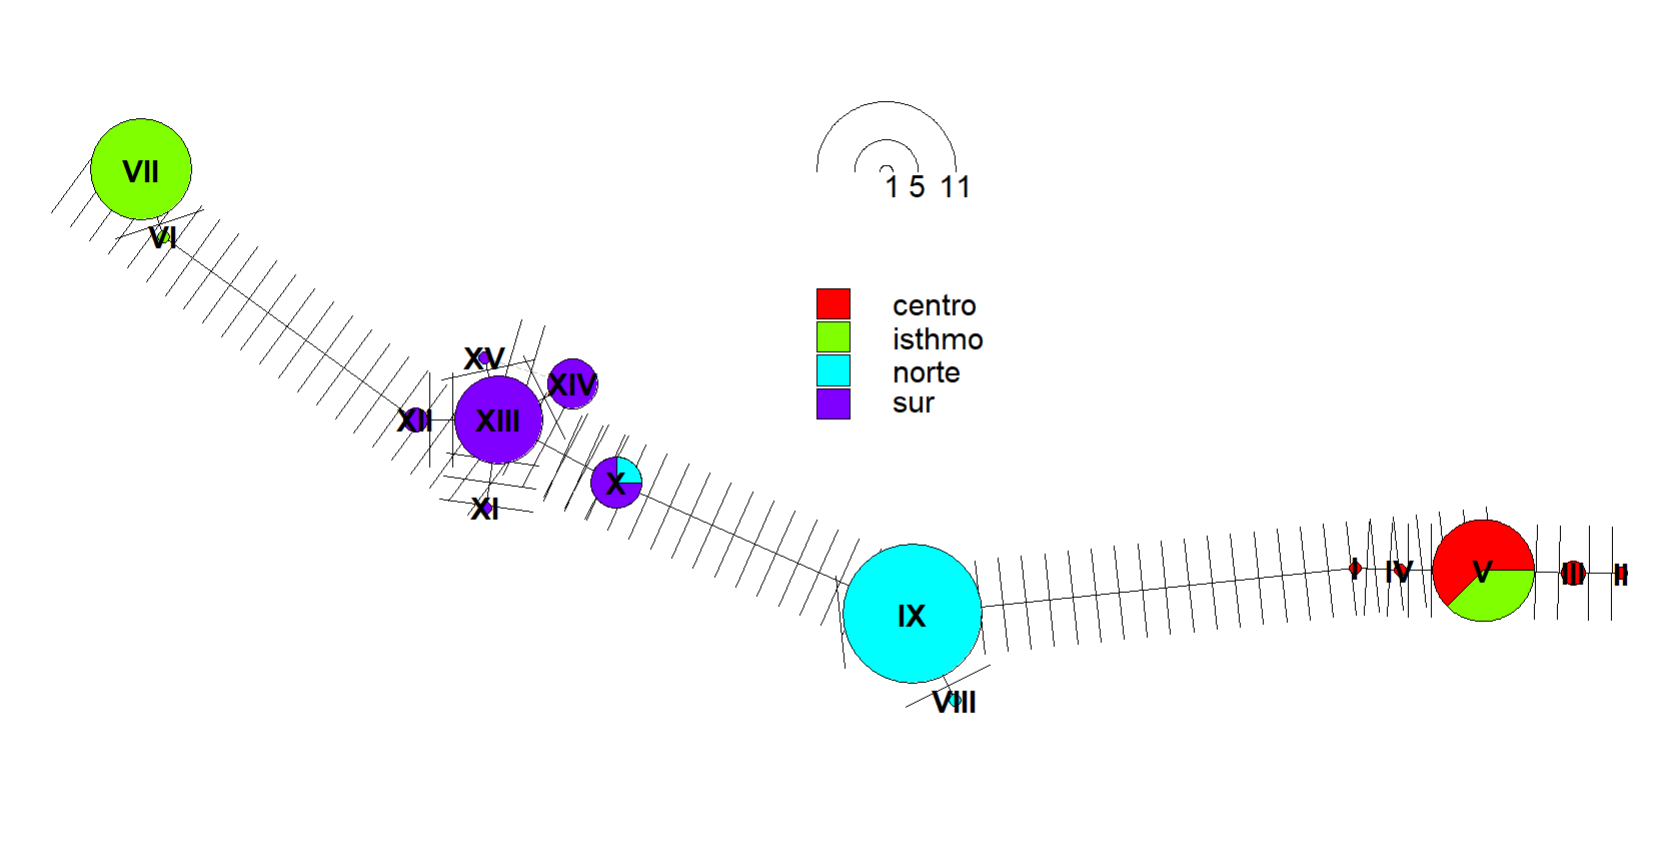 VII
VI
1 5 11
centro
isthmo
norte
sur
XV
XIV
XII
XIII
X
XI
I
IV
V
III
II
IX
VIII